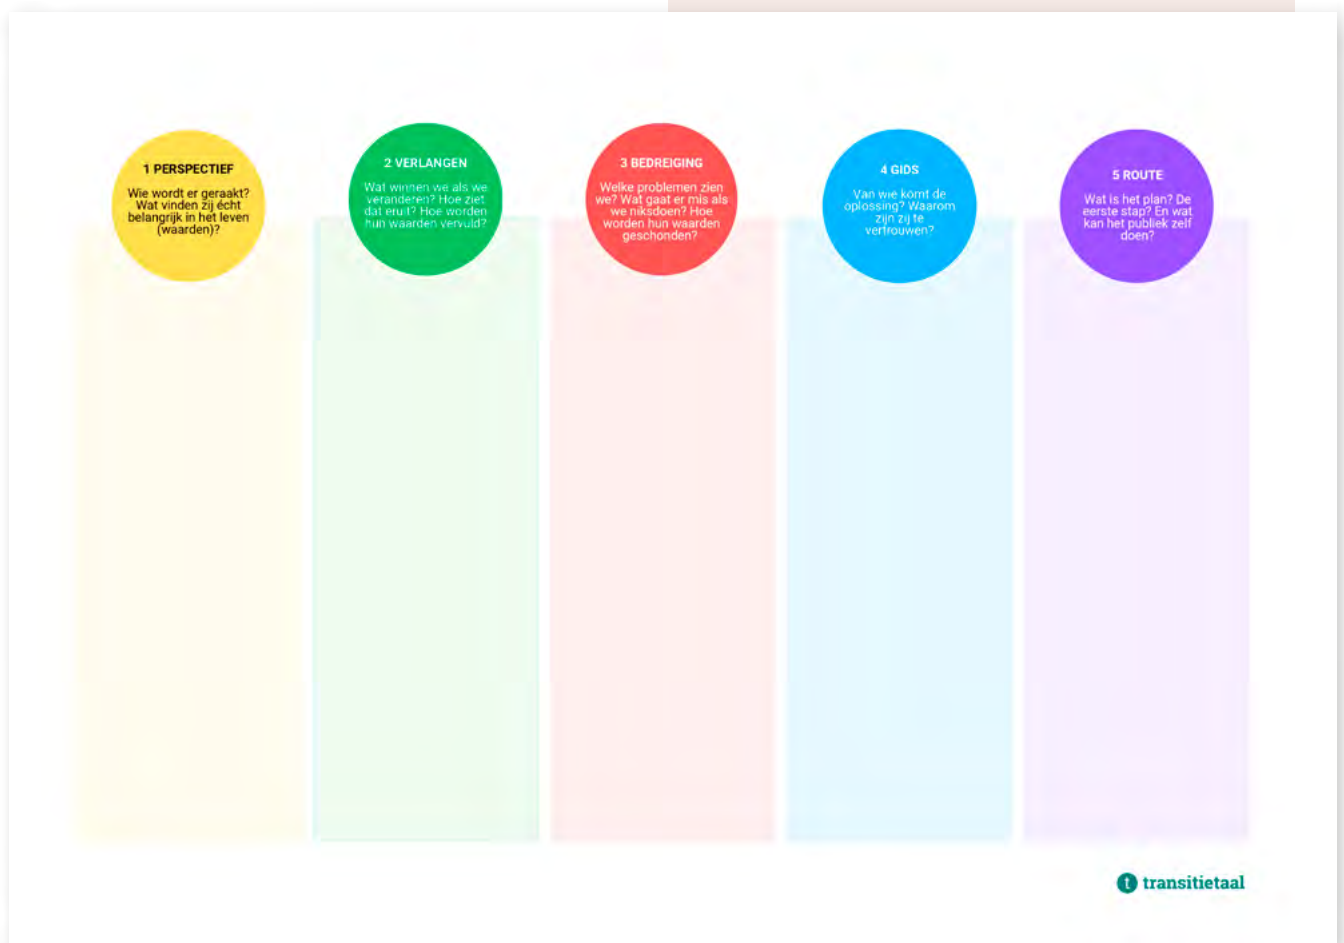 1 PERSPECTIEF
Wie wordt er geraakt?
Wat vinden zij écht
belangrijk in het leven
(waarden)?
2 VERLANGEN
Wat winnen we als we
veranderen? Hoe ziet
dat eruit? Hoe worden
hun waarden vervuld?
3 BEDREIGING
Welke problemen zien
we? Wat gaat er mis als
we niksdoen? Hoe
worden hun waarden
geschonden?
4 GIDS
Van wie komt de
oplossing? Waarom
zijn zij te
vertrouwen?
5 ROUTE
Wat is het plan? De
eerste stap? En wat
kan het publiek zelf
doen?
t transitietaal